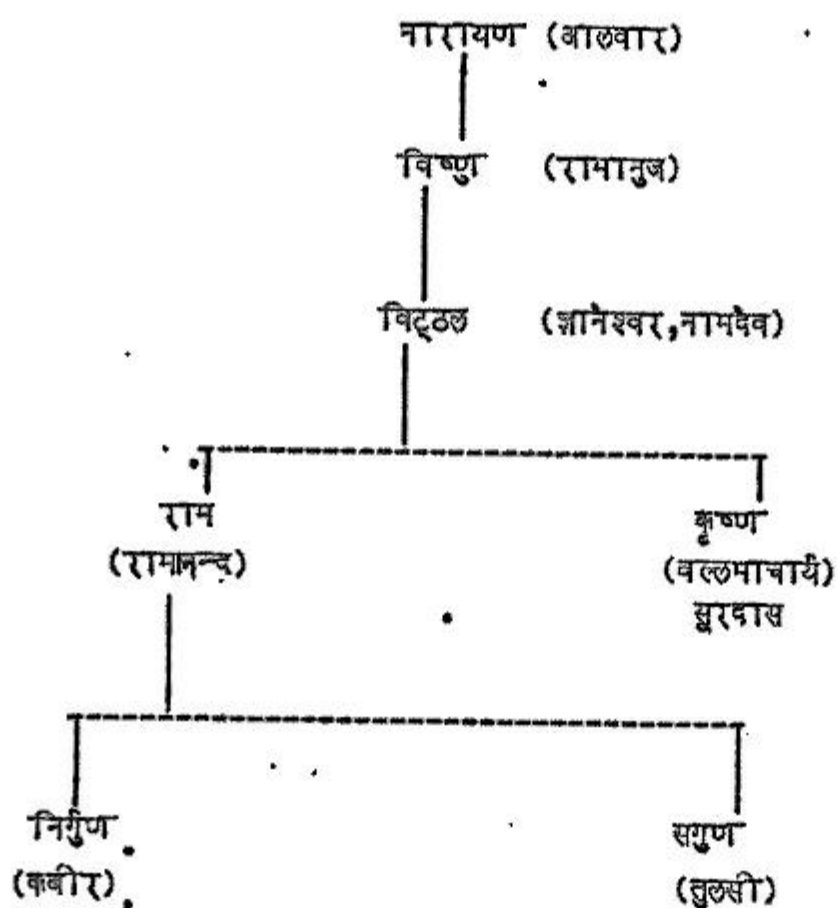 नारायण (आलवार)
विष्णु (रामानुज)
विट्ठल (ज्ञानेश्वर,नामदेव)
राम
(रामानन्द)
कृष्ण
(वल्लभाचार्य)
सूरदास
निर्गुण
(कबीर)
सगुण
(तुलसी)